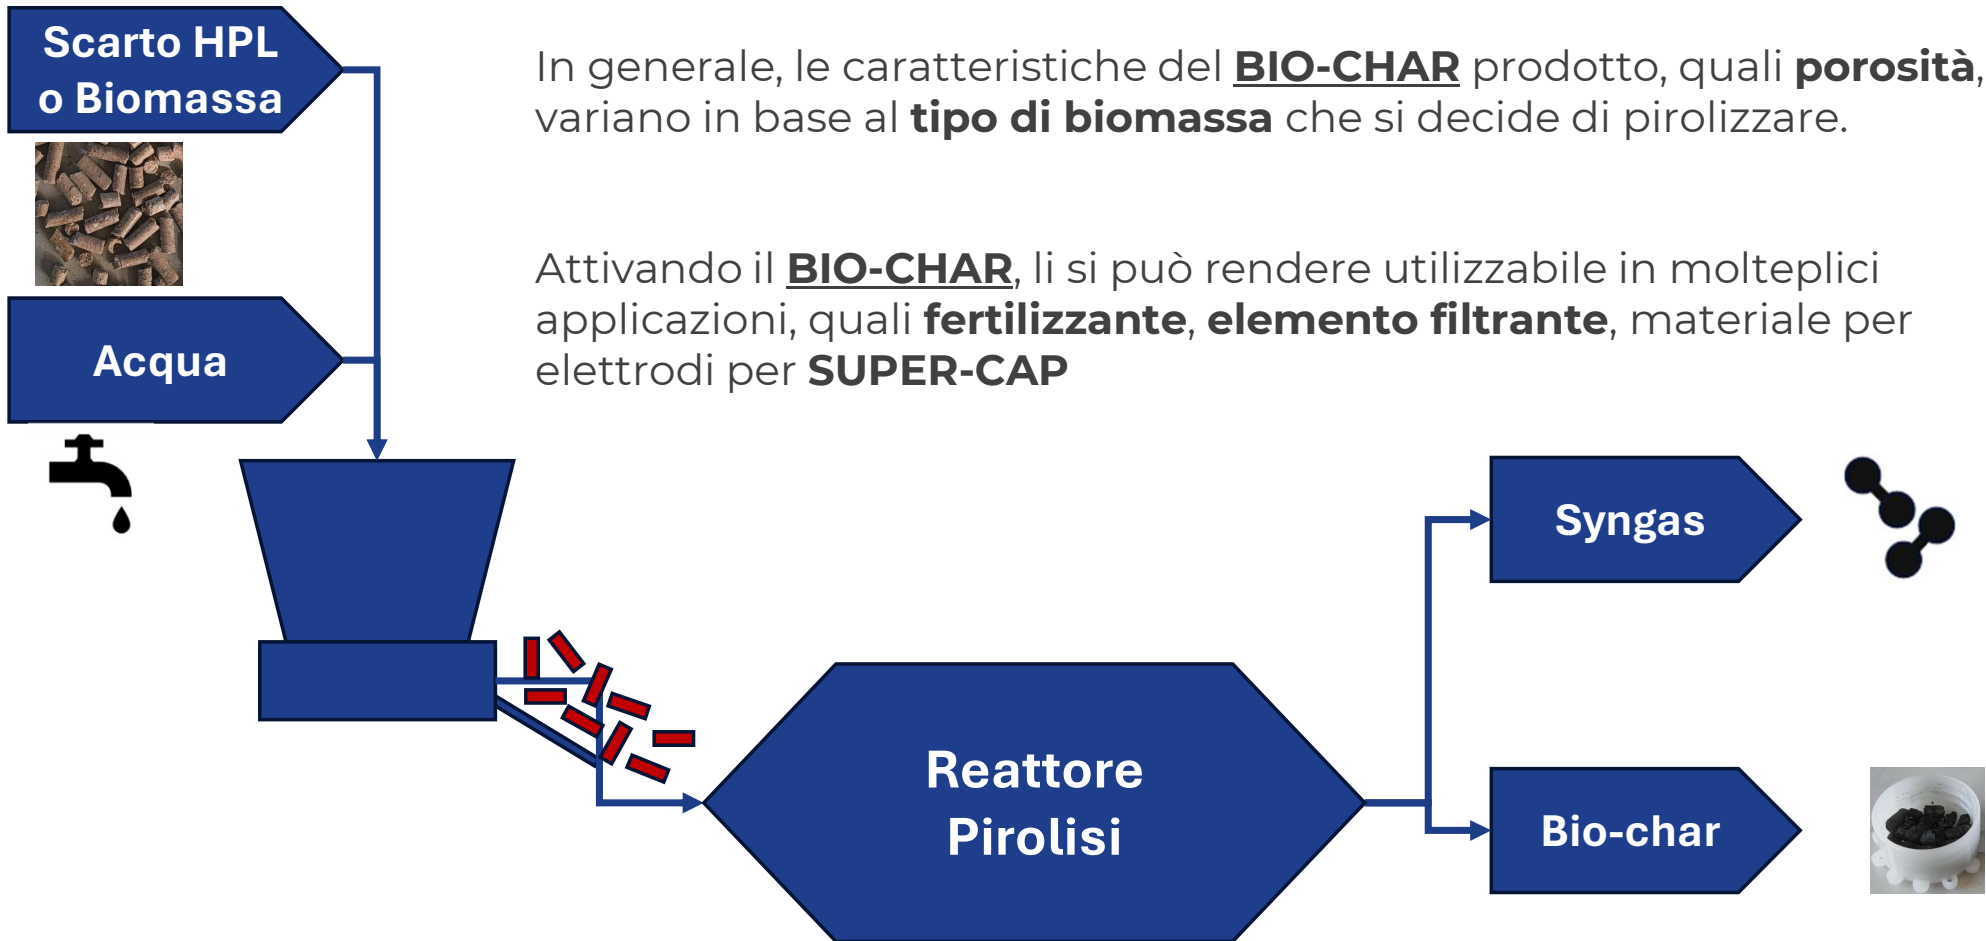 Scarto HPL
o Biomassa
In generale, le caratteristiche del BIO-CHAR prodotto, quali porosità,
variano in base al tipo di biomassa che si decide di pirolizzare.
Attivando il BIO-CHAR, li si può rendere utilizzabile in molteplici
applicazioni, quali fertilizzante, elemento filtrante, materiale per
elettrodi per SUPER-CAP
Acqua
Syngas
Reattore
Pirolisi
Bio-char